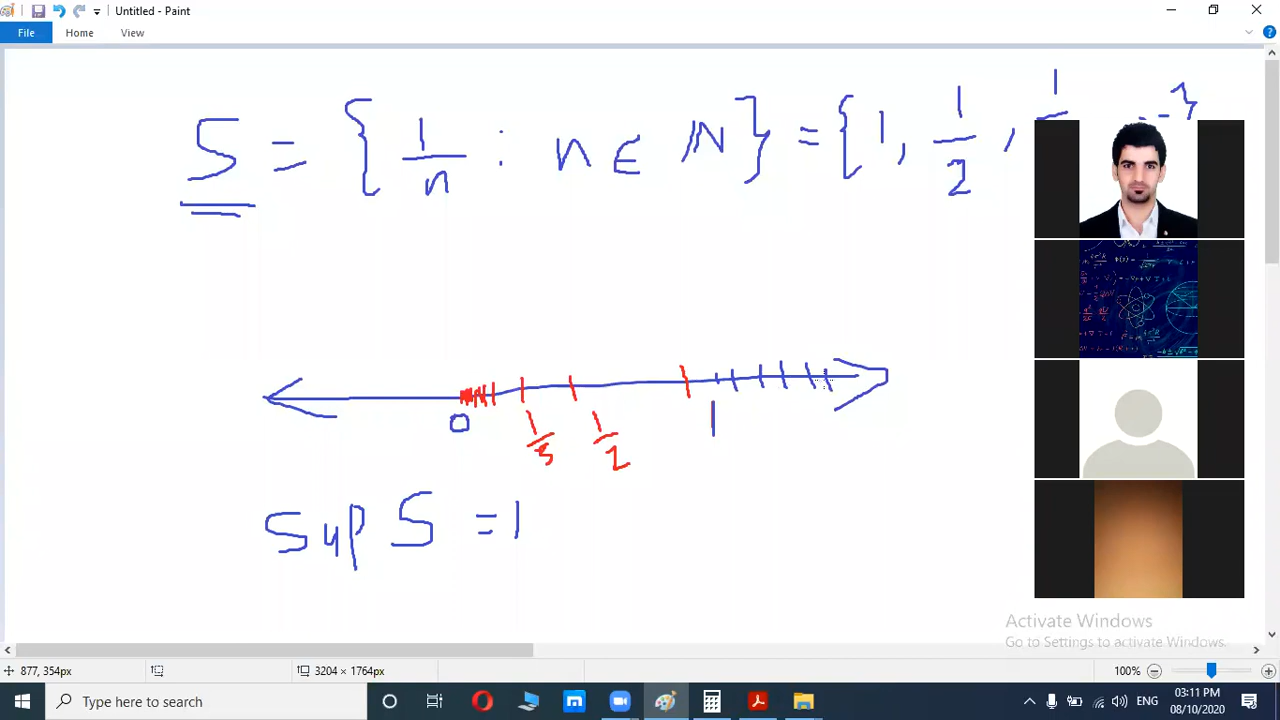 Untitled - Paint
File Home View
S = { 1/n : n ∈ ℕ } = { 1, 1/2, 
0 1/3 1/2 1
Sup S = 1
Activate Windows
Go to Settings to activate Windows.
877, 354px 3204 × 1764px 100%
Type here to search
ENG
03:11 PM
08/10/2020